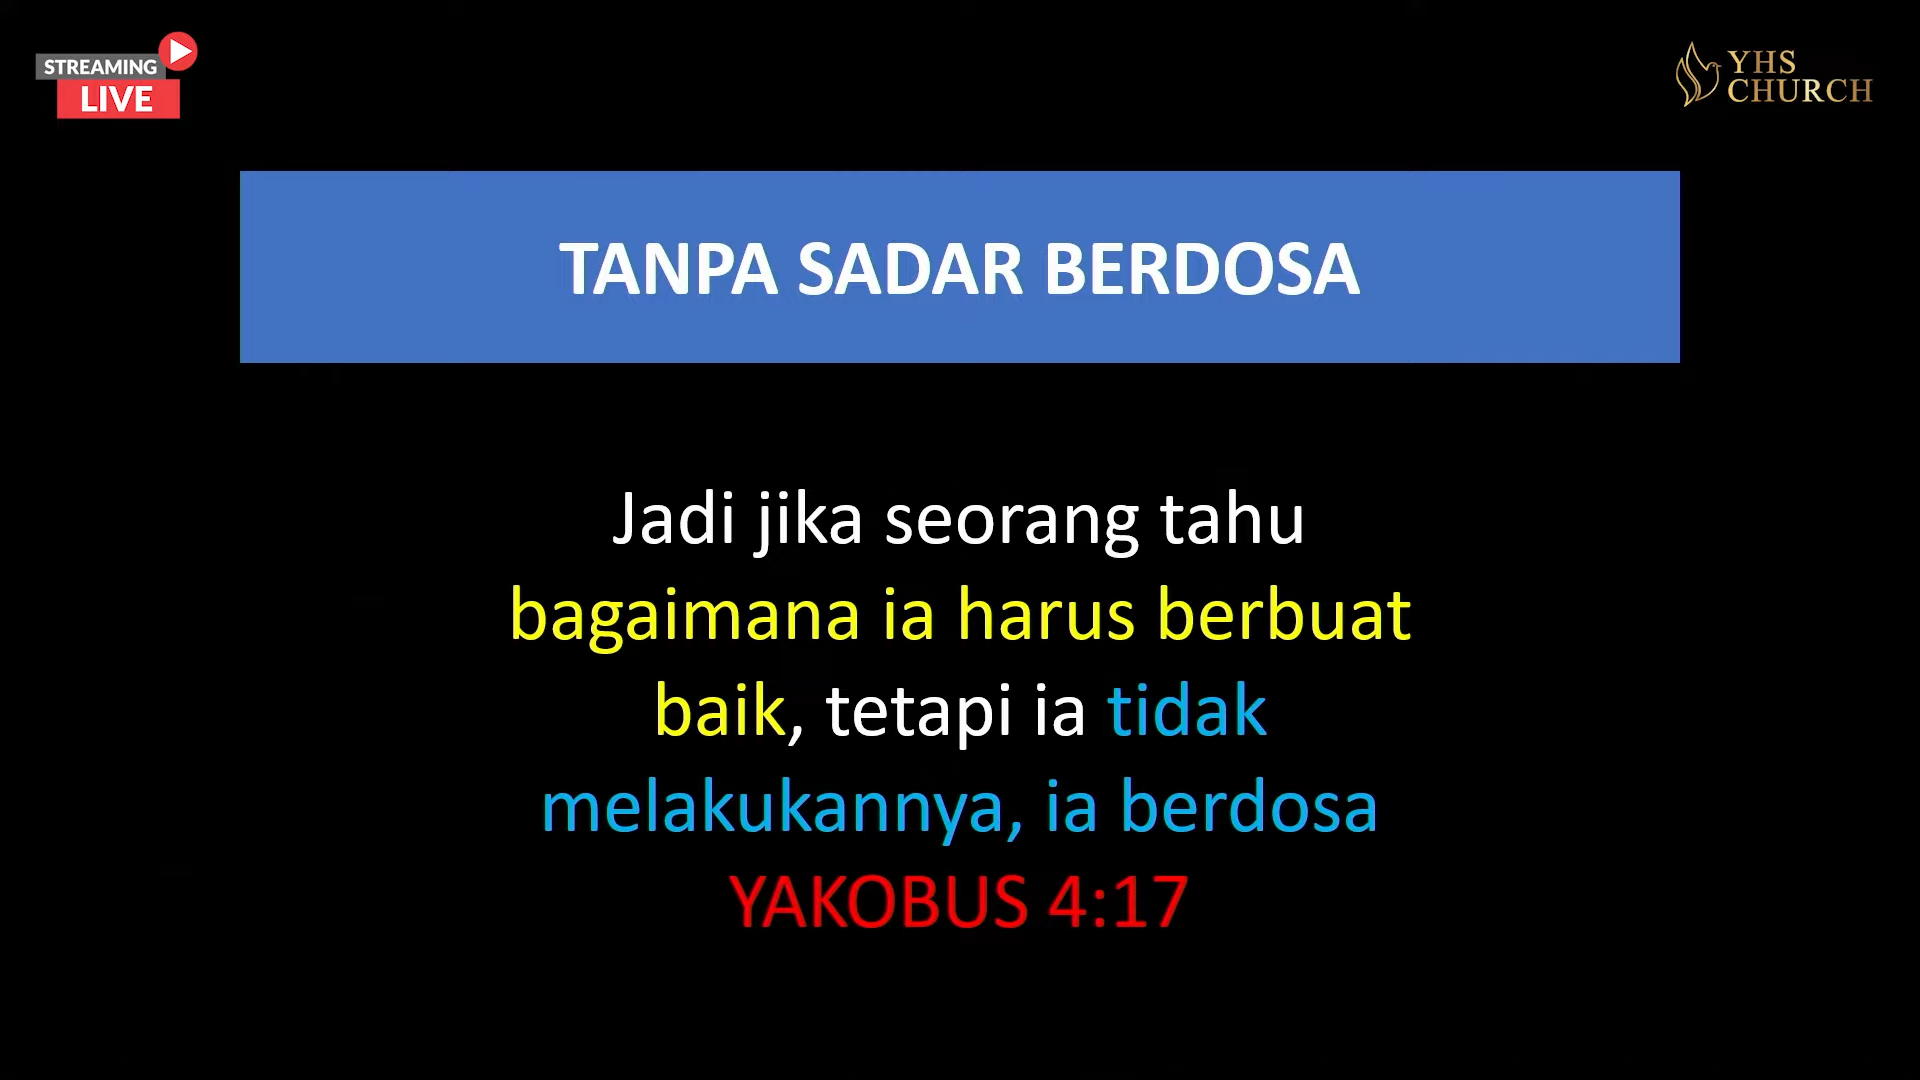 STREAMING
LIVE
YHS
CHURCH
TANPA SADAR BERDOSA
Jadi jika seorang tahu
bagaimana ia harus berbuat
baik, tetapi ia tidak
melakukannya, ia berdosa
YAKOBUS 4:17